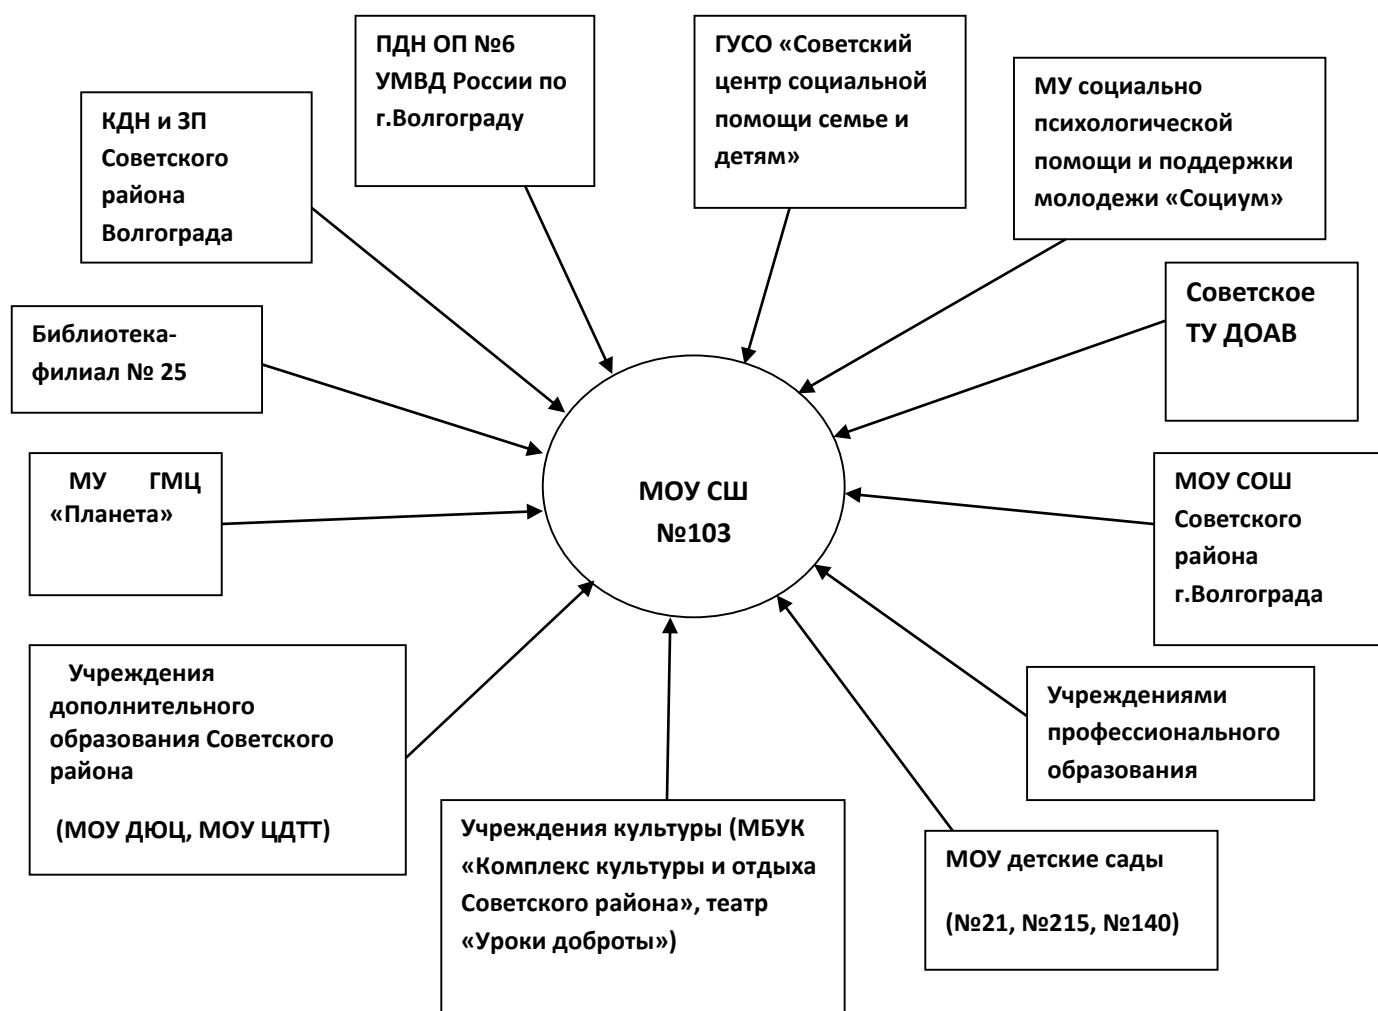 ПДН ОП №6
УМВД России по
г.Волгограду
ГУСО «Советский
центр социальной
помощи семье и
детям»
МУ социально
психологической
помощи и поддержки
молодежи «Социум»
КДН и ЗП
Советского
района
Волгограда
Советское
ТУ ДОАВ
Библиотека-
филиал № 25
МУ ГМЦ
«Планета»
МОУ СШ
№103
МОУ СОШ
Советского
района
г.Волгограда
Учреждения
дополнительного
образования Советского
района
(МОУ ДЮЦ, МОУ ЦДТТ)
Учреждениями
профессионального
образования
Учреждения культуры (МБУК
«Комплекс культуры и отдыха
Советского района», театр
«Уроки доброты»)
МОУ детские сады
(№21, №215, №140)